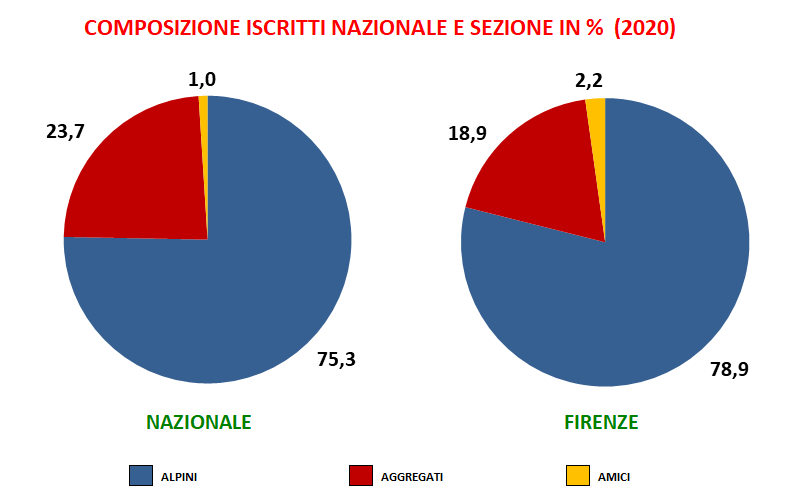 COMPOSIZIONE ISCRITTI NAZIONALE E SEZIONE IN % (2020)
1,0
2,2
23,7
18,9
75,3
78,9
NAZIONALE
FIRENZE
ALPINI
AGGREGATI
AMICI